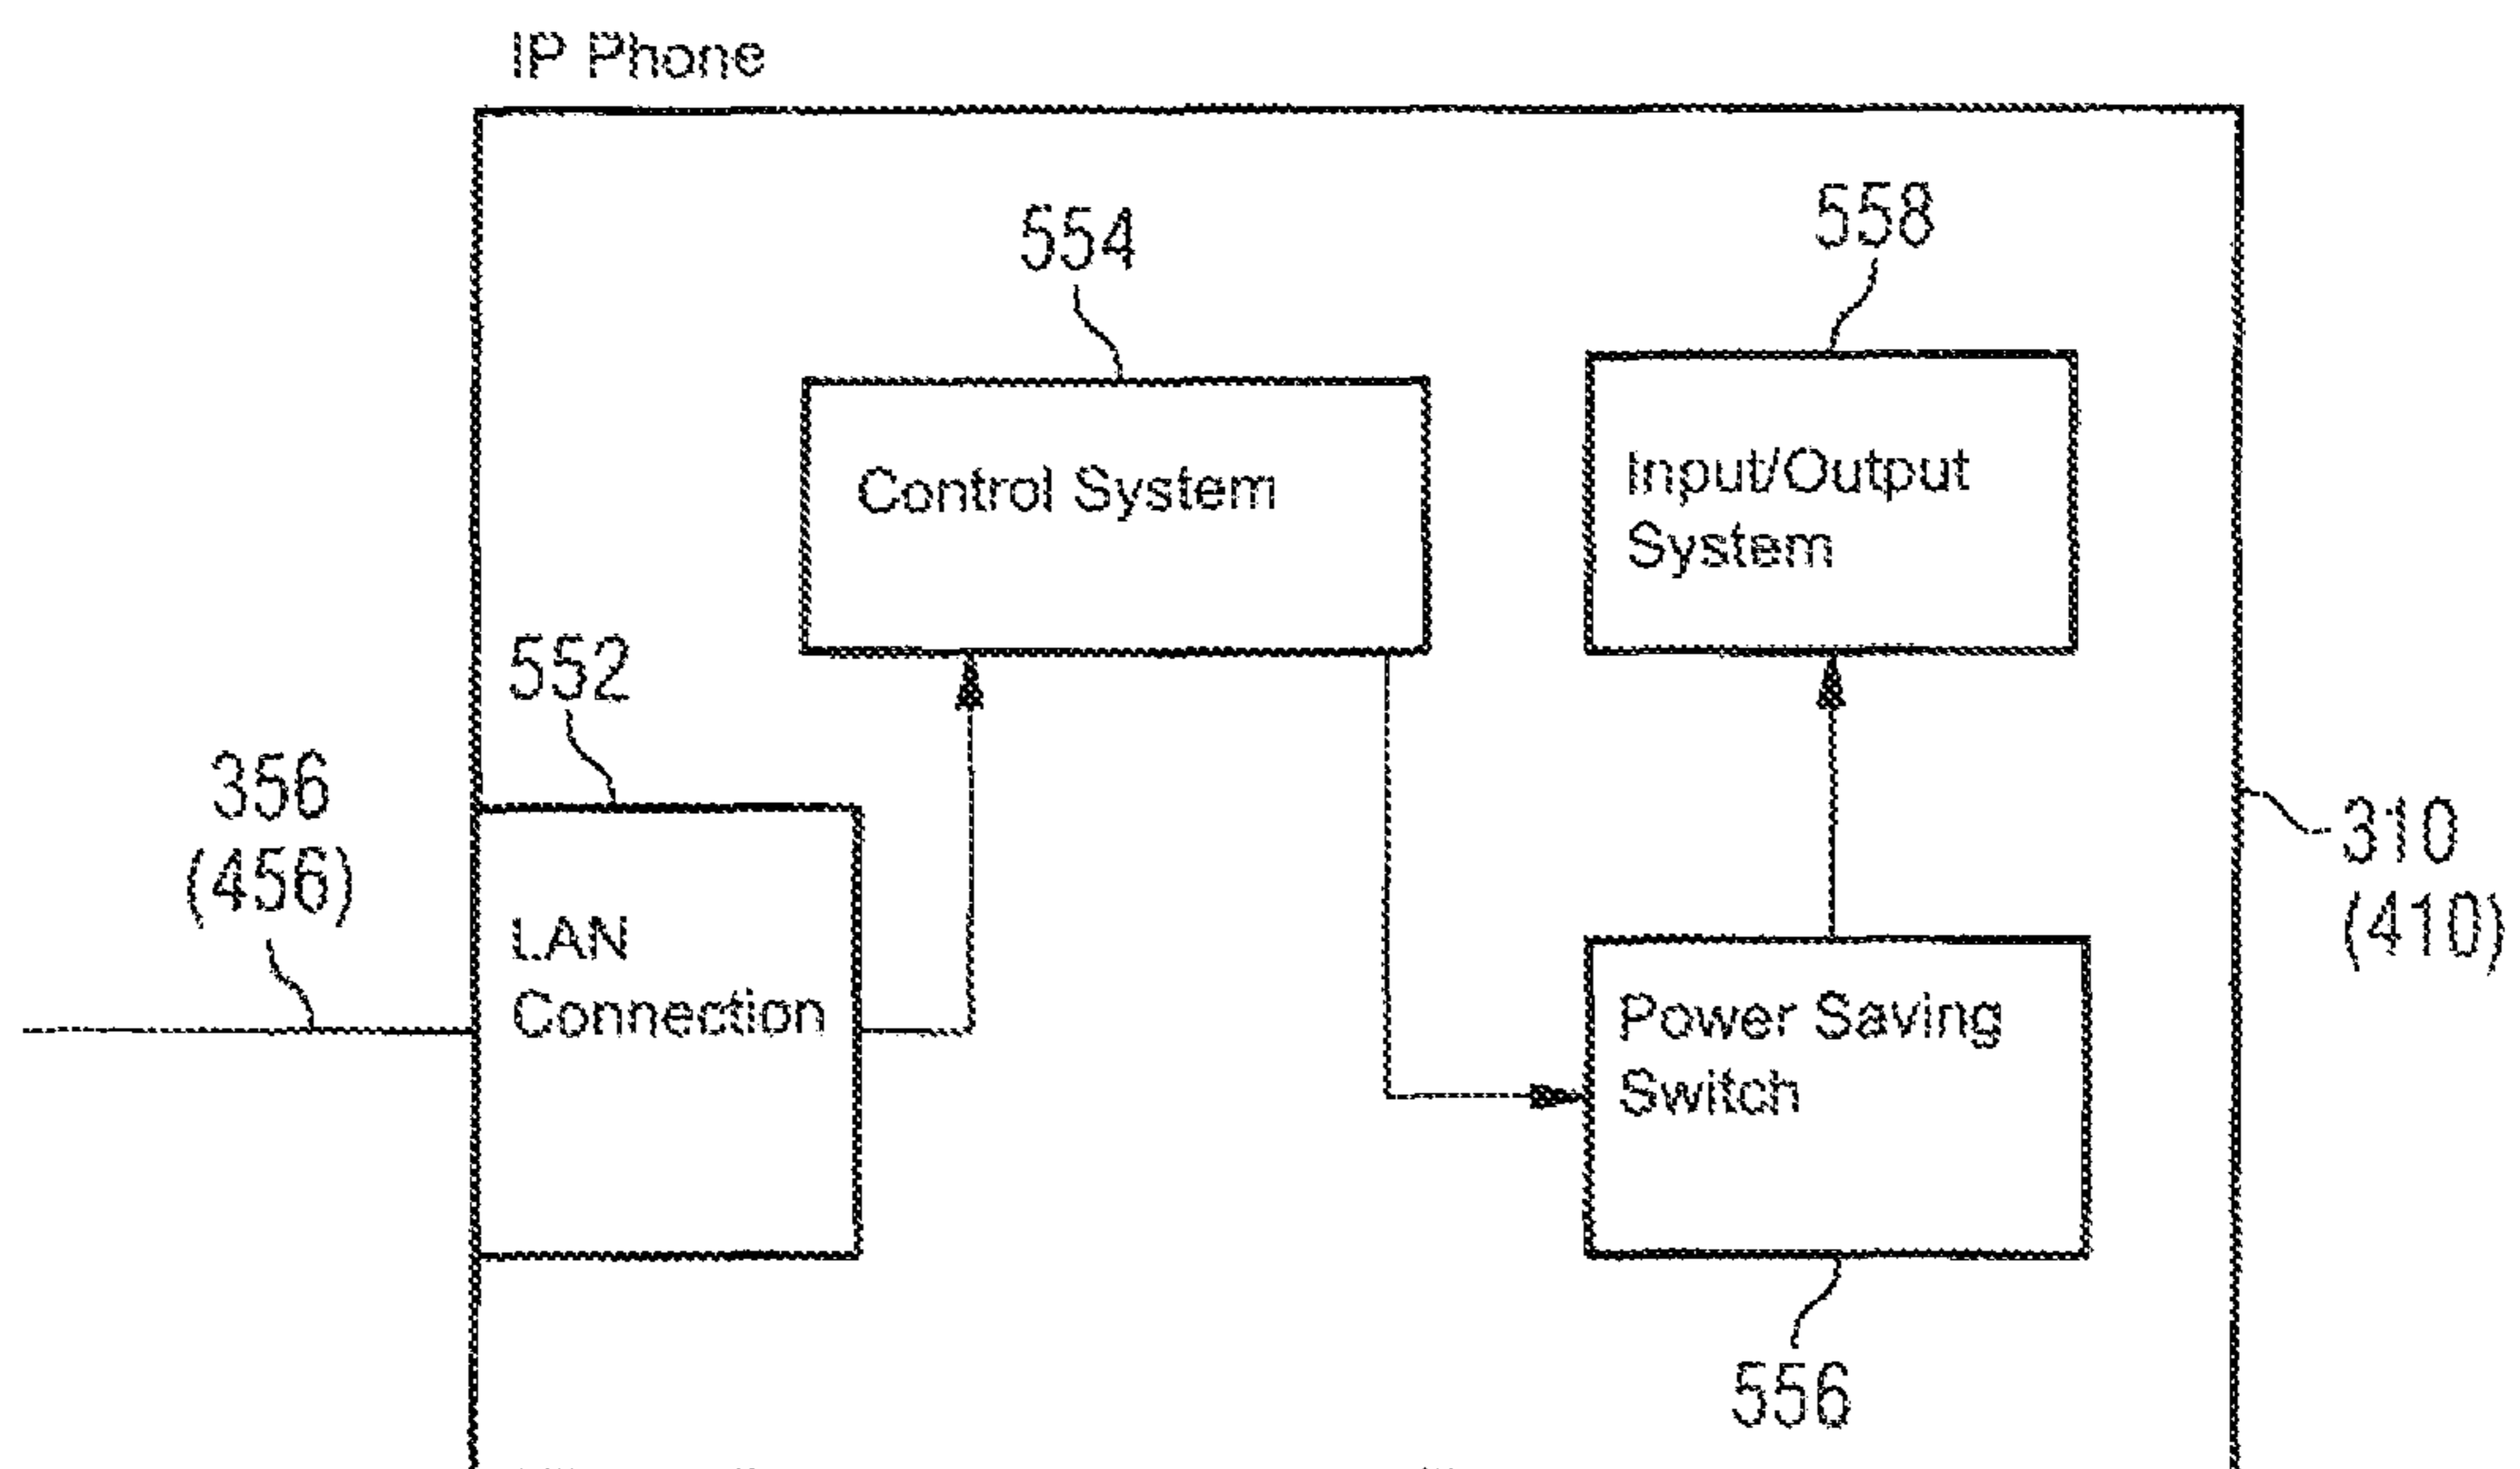 IP Phone
554
558
Control System
Input/Output
System
552
356
(456)
310
(410)
LAN
Connection
Power Saving
Switch
556